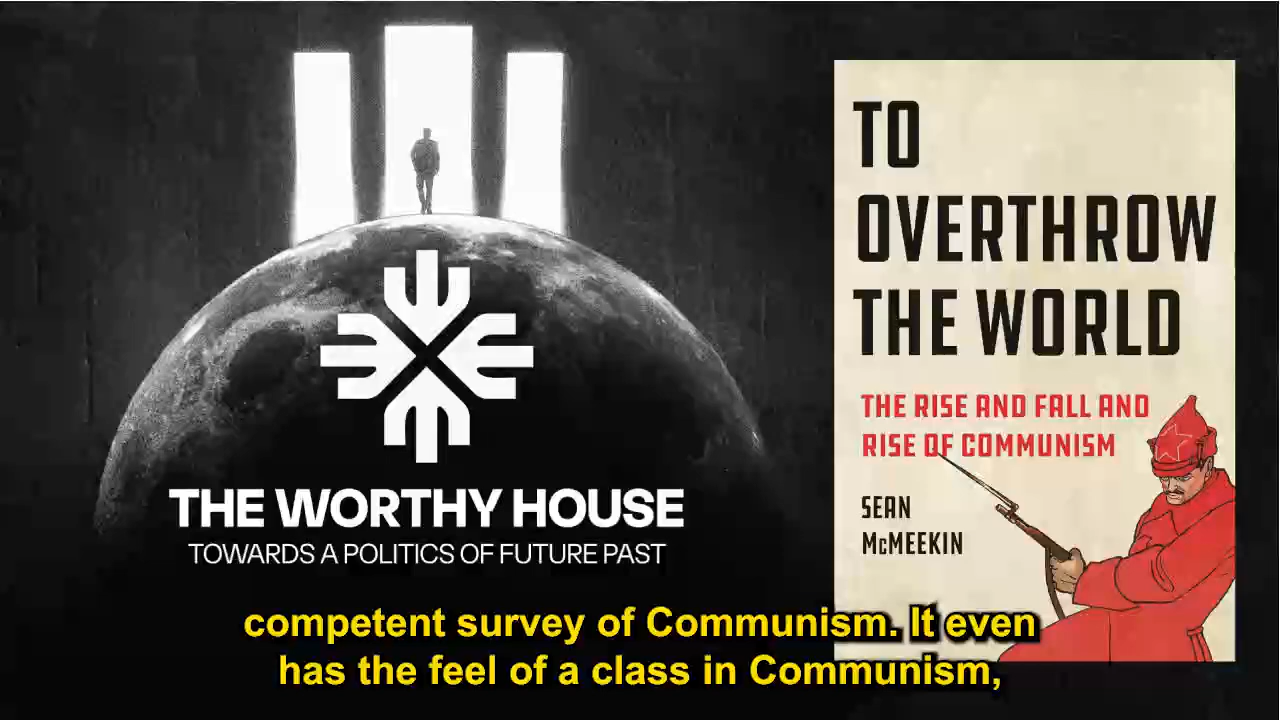 THE WORTHY HOUSE
TOWARDS A POLITICS OF FUTURE PAST
TO
OVERTHROW
THE WORLD
THE RISE AND FALL AND
RISE OF COMMUNISM
SEAN
McMEEKIN
competent survey of Communism. It even
has the feel of a class in Communism,